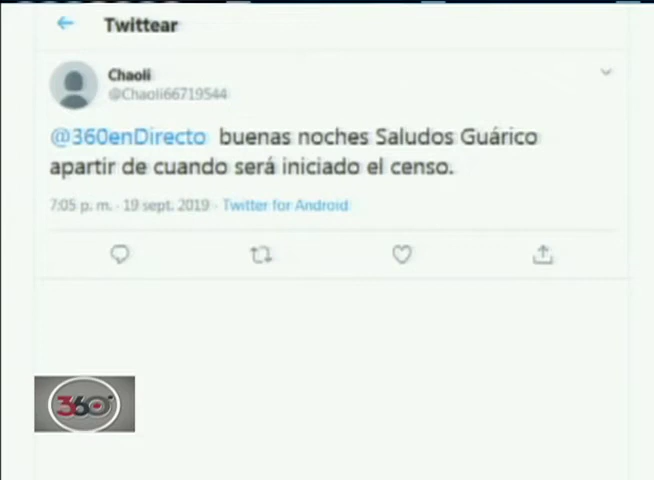 Twittear
Chaoli
@Chaoli66719544
@360enDirecto buenas noches Saludos Guárico
apartir de cuando será iniciado el censo.
7:05 p. m. · 19 sept. 2019 · Twitter for Android
360°